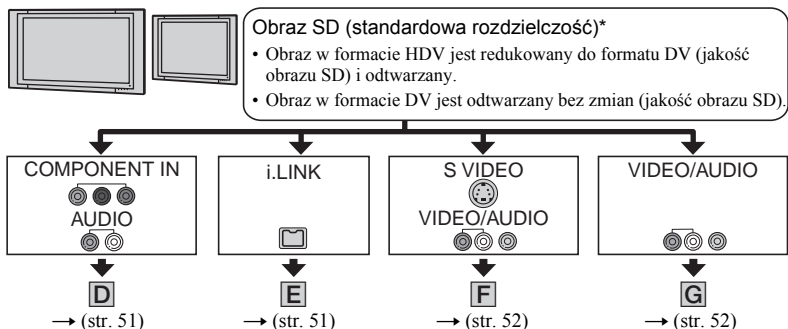 Obraz SD (standardowa rozdzielczość)*
• Obraz w formacie HDV jest redukowany do formatu DV (jakość
obrazu SD) i odtwarzany.
• Obraz w formacie DV jest odtwarzany bez zmian (jakość obrazu SD).
COMPONENT IN
AUDIO
i.LINK
S VIDEO
VIDEO/AUDIO
VIDEO/AUDIO
D
→ (str. 51)
E
→ (str. 51)
F
→ (str. 52)
G
→ (str. 52)